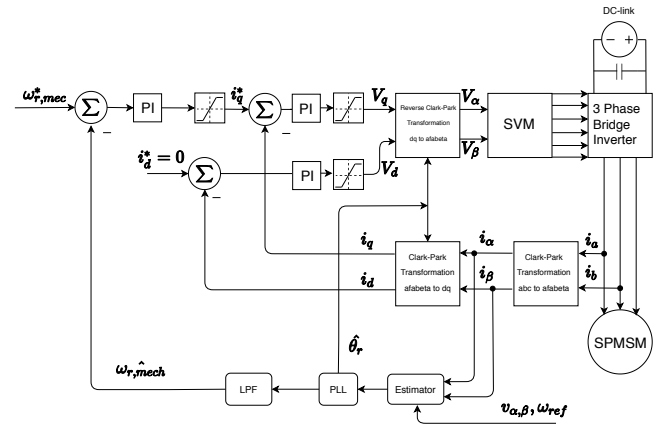 DC-link
− +
ω*r,mec
Σ
−
PI
i*q
Σ
−
PI
Vq
Reverse Clark-Park
Transformation
dq to afabeta
Vα
Vβ
SVM
3 Phase
Bridge
Inverter
i*d = 0
Σ
−
PI
Vd
iq
id
Clark-Park
Transformation
afabeta to dq
iα
iβ
Clark-Park
Transformation
abc to afabeta
ia
ib
SPMSM
θ̂r
ω̂r,mech
LPF
PLL
Estimator
vα,β, ωref